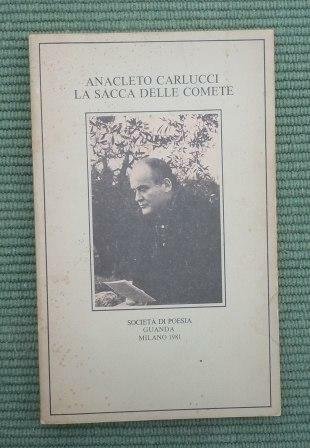 ANACLETO CARLUCCI
LA SACCA DELLE COMETE
SOCIETÀ DI POESIA
GUANDA
MILANO 1981